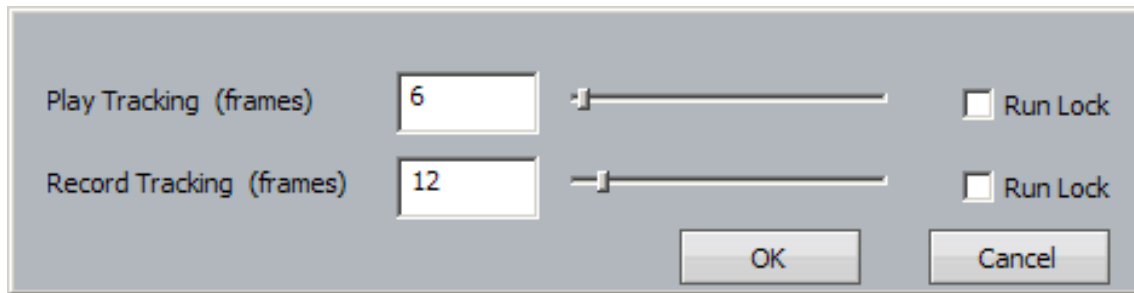 Play Tracking (frames) 6 Run Lock
Record Tracking (frames) 12 Run Lock
OK Cancel